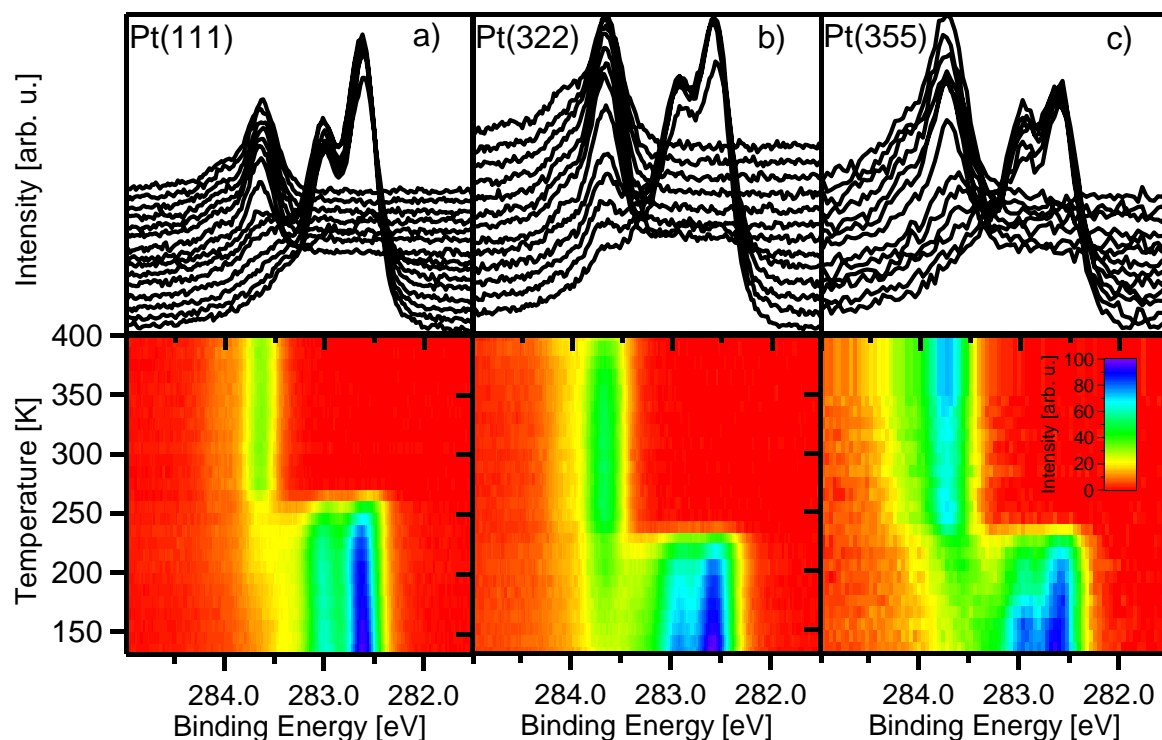 Pt(111) a) Pt(322) b) Pt(355) c)
Intensity [arb. u.]
400
350
300
250
200
150
Temperature [K]
100
80
60
40
20
0
Intensity [arb. u.]
284.0 283.0 282.0 284.0 283.0 282.0 284.0 283.0 282.0
Binding Energy [eV] Binding Energy [eV] Binding Energy [eV]